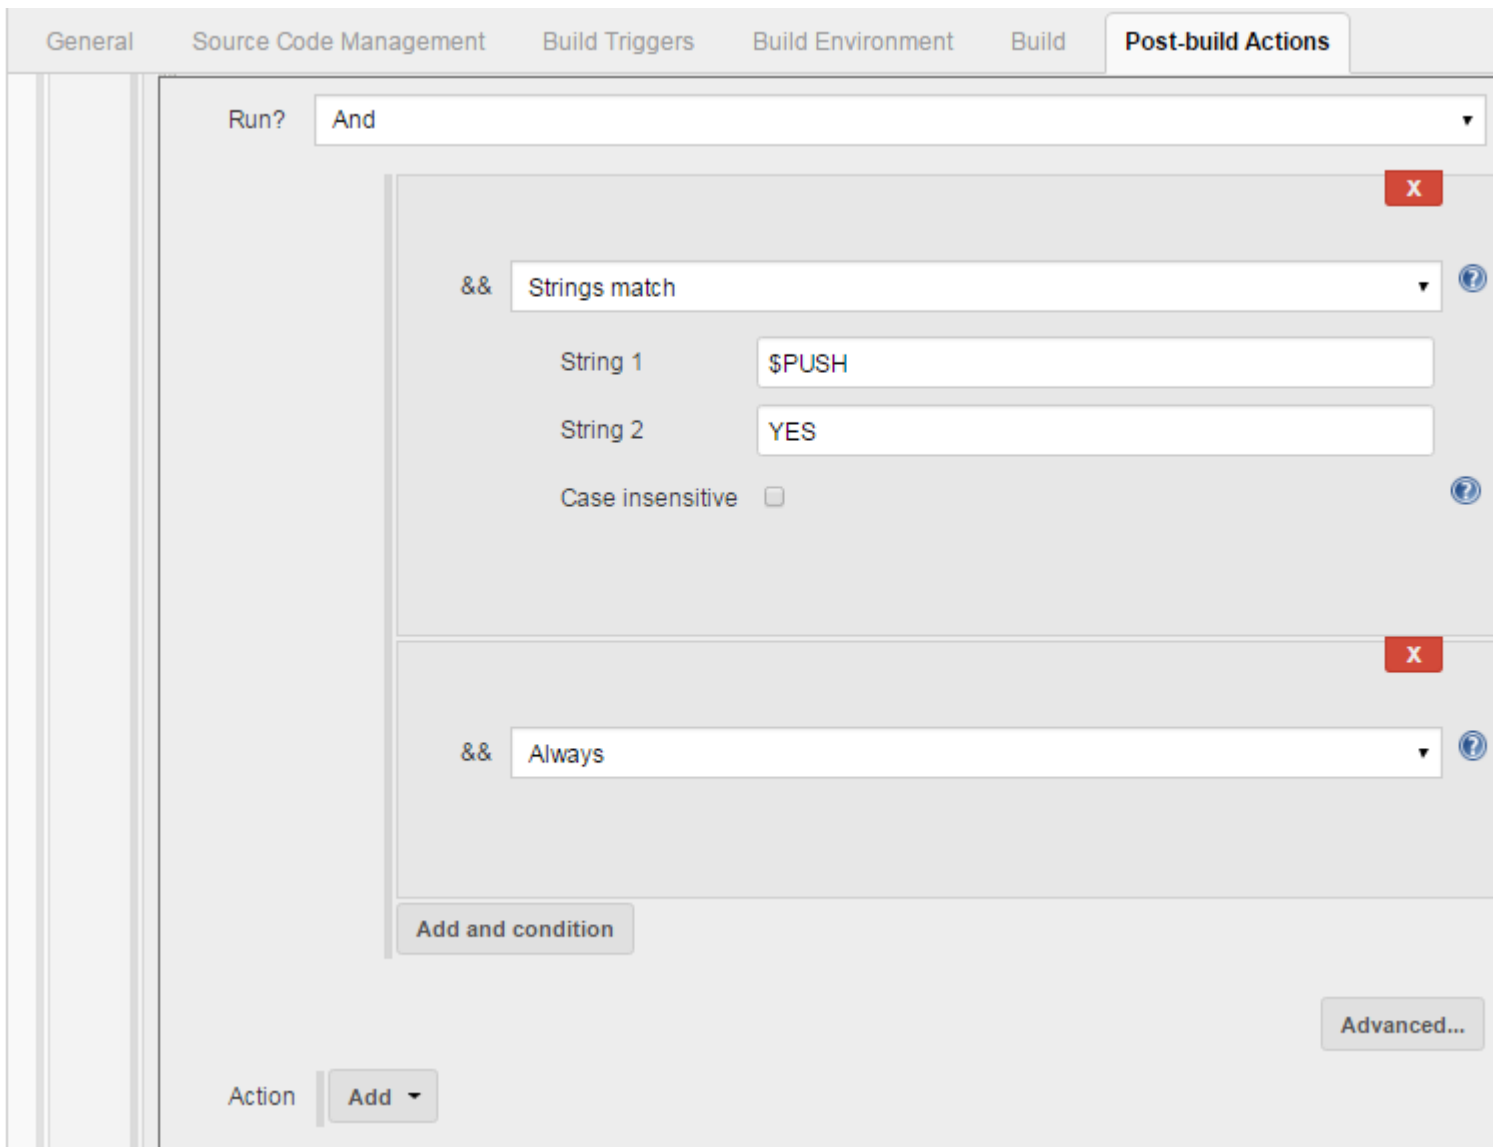 General Source Code Management Build Triggers Build Environment Build Post-build Actions
Run? And
X
&& Strings match
String 1 $PUSH
String 2 YES
Case insensitive
X
&& Always
Add and condition
Advanced...
Action Add